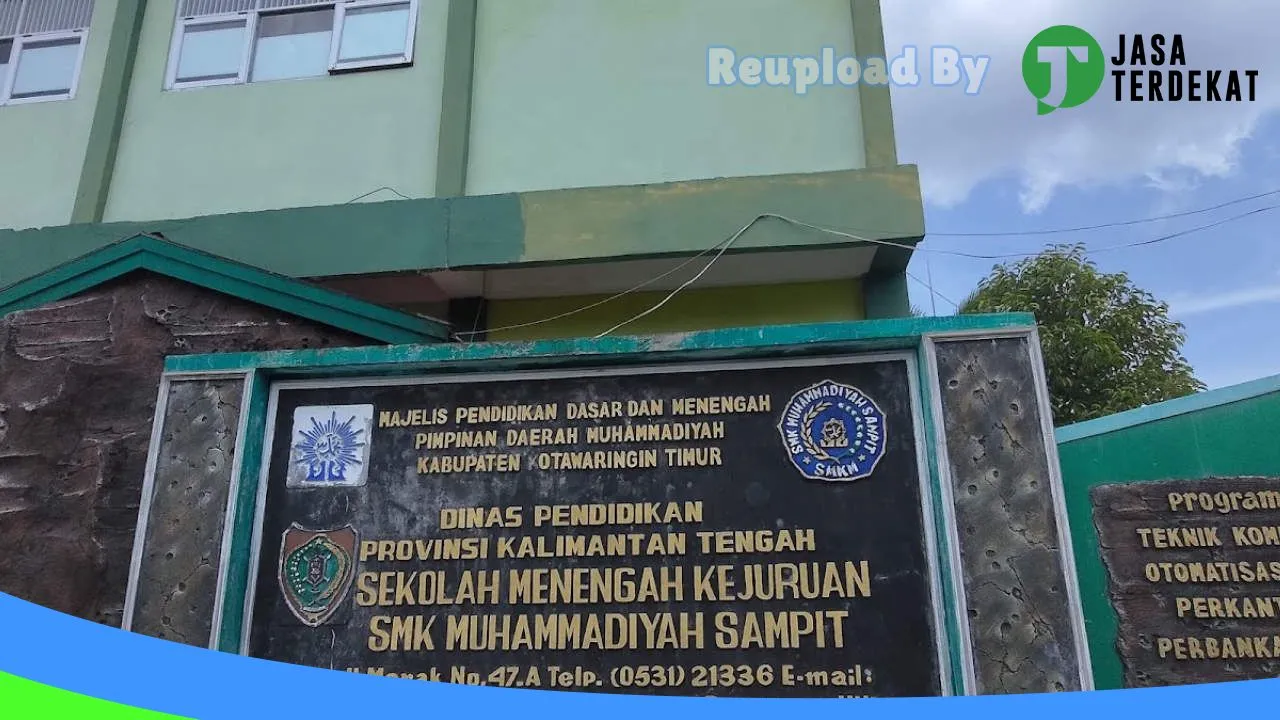 Reupload By
JASA
TERDEKAT
MAJELIS PENDIDIKAN DASAR DAN MENENGAH
PIMPINAN DAERAH MUHAMMADIYAH
KABUPATEN KOTAWARINGIN TIMUR
SMK MUHAMMADIYAH SAMPIT
SMKM
DINAS PENDIDIKAN
PROVINSI KALIMANTAN TENGAH
SEKOLAH MENENGAH KEJURUAN
SMK MUHAMMADIYAH SAMPIT
No.47.A Telp. (0531) 21336 E-mail:
Program
TEKNIK KOM
OTOMATISAS
PERKANT
PERBANKA